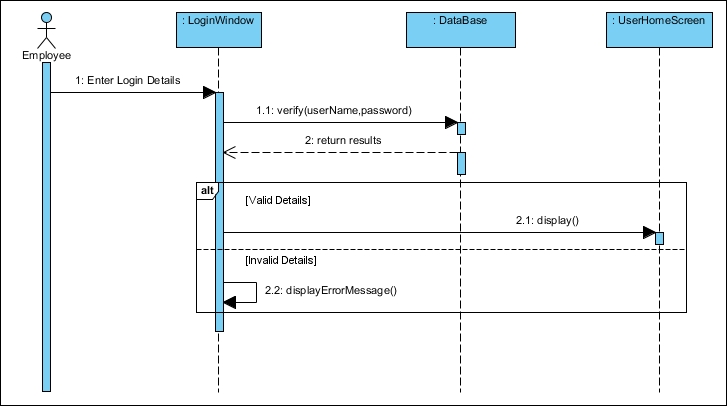 : LoginWindow
: DataBase
: UserHomeScreen
Employee
1: Enter Login Details
1.1: verify(userName,password)
2: return results
alt
[Valid Details]
2.1: display()
[Invalid Details]
2.2: displayErrorMessage()